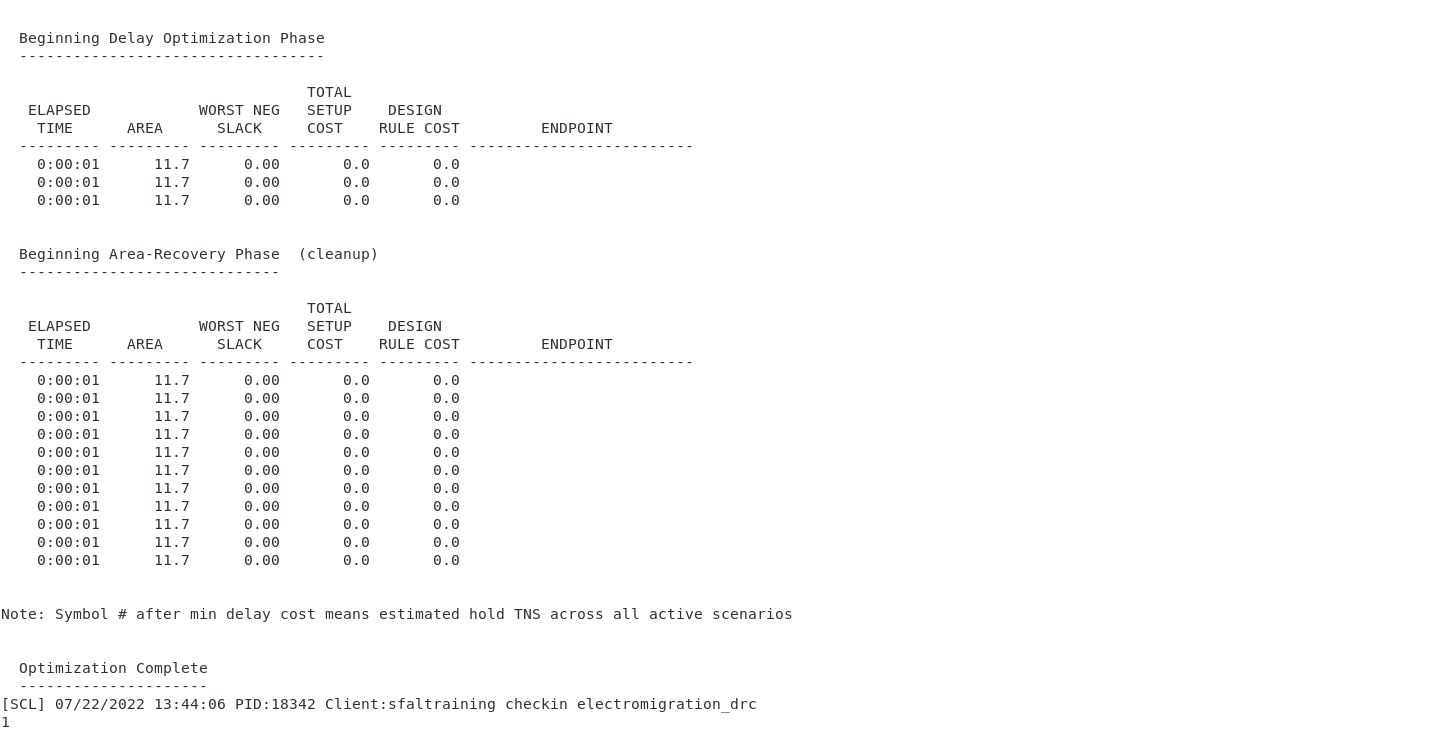 Beginning Delay Optimization Phase
----------------------------------
                                TOTAL
 ELAPSED            WORST NEG   SETUP    DESIGN
  TIME      AREA      SLACK     COST    RULE COST         ENDPOINT
--------- --------- --------- --------- --------- -------------------------
  0:00:01      11.7      0.00       0.0       0.0
  0:00:01      11.7      0.00       0.0       0.0
  0:00:01      11.7      0.00       0.0       0.0
Beginning Area-Recovery Phase  (cleanup)
-----------------------------
                                TOTAL
 ELAPSED            WORST NEG   SETUP    DESIGN
  TIME      AREA      SLACK     COST    RULE COST         ENDPOINT
--------- --------- --------- --------- --------- -------------------------
  0:00:01      11.7      0.00       0.0       0.0
  0:00:01      11.7      0.00       0.0       0.0
  0:00:01      11.7      0.00       0.0       0.0
  0:00:01      11.7      0.00       0.0       0.0
  0:00:01      11.7      0.00       0.0       0.0
  0:00:01      11.7      0.00       0.0       0.0
  0:00:01      11.7      0.00       0.0       0.0
  0:00:01      11.7      0.00       0.0       0.0
  0:00:01      11.7      0.00       0.0       0.0
  0:00:01      11.7      0.00       0.0       0.0
  0:00:01      11.7      0.00       0.0       0.0
Note: Symbol # after min delay cost means estimated hold TNS across all active scenarios
Optimization Complete
---------------------
[SCL] 07/22/2022 13:44:06 PID:18342 Client:sfaltraining checkin electromigration_drc
1